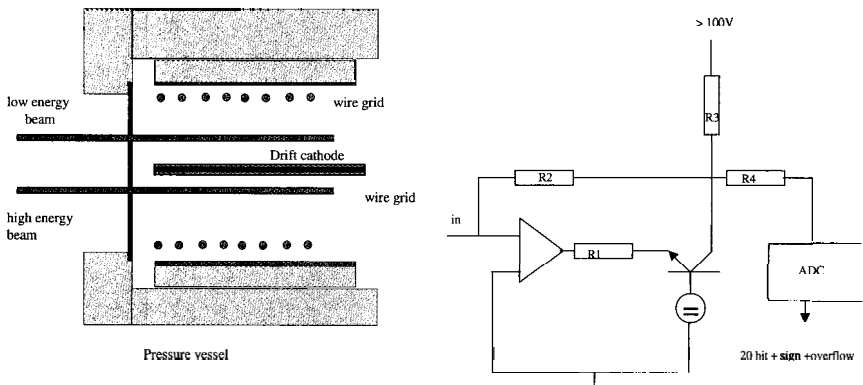 low energy
beam
wire grid
Drift cathode
wire grid
high energy
beam
Pressure vessel
> 100V
R3
R2
R4
in
R1
ADC
20 bit + sign +overflow